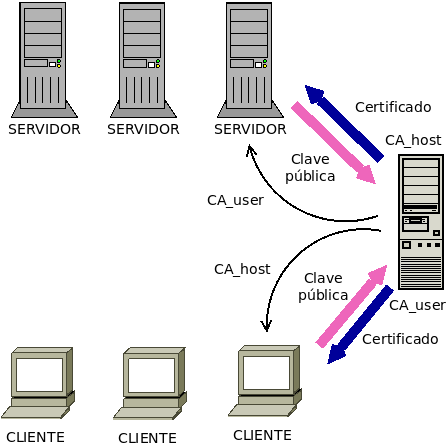 SERVIDOR
SERVIDOR
SERVIDOR
Certificado
CA_host
Clave
pública
CA_user
CA_host
Clave
pública
CA_user
Certificado
CLIENTE
CLIENTE
CLIENTE